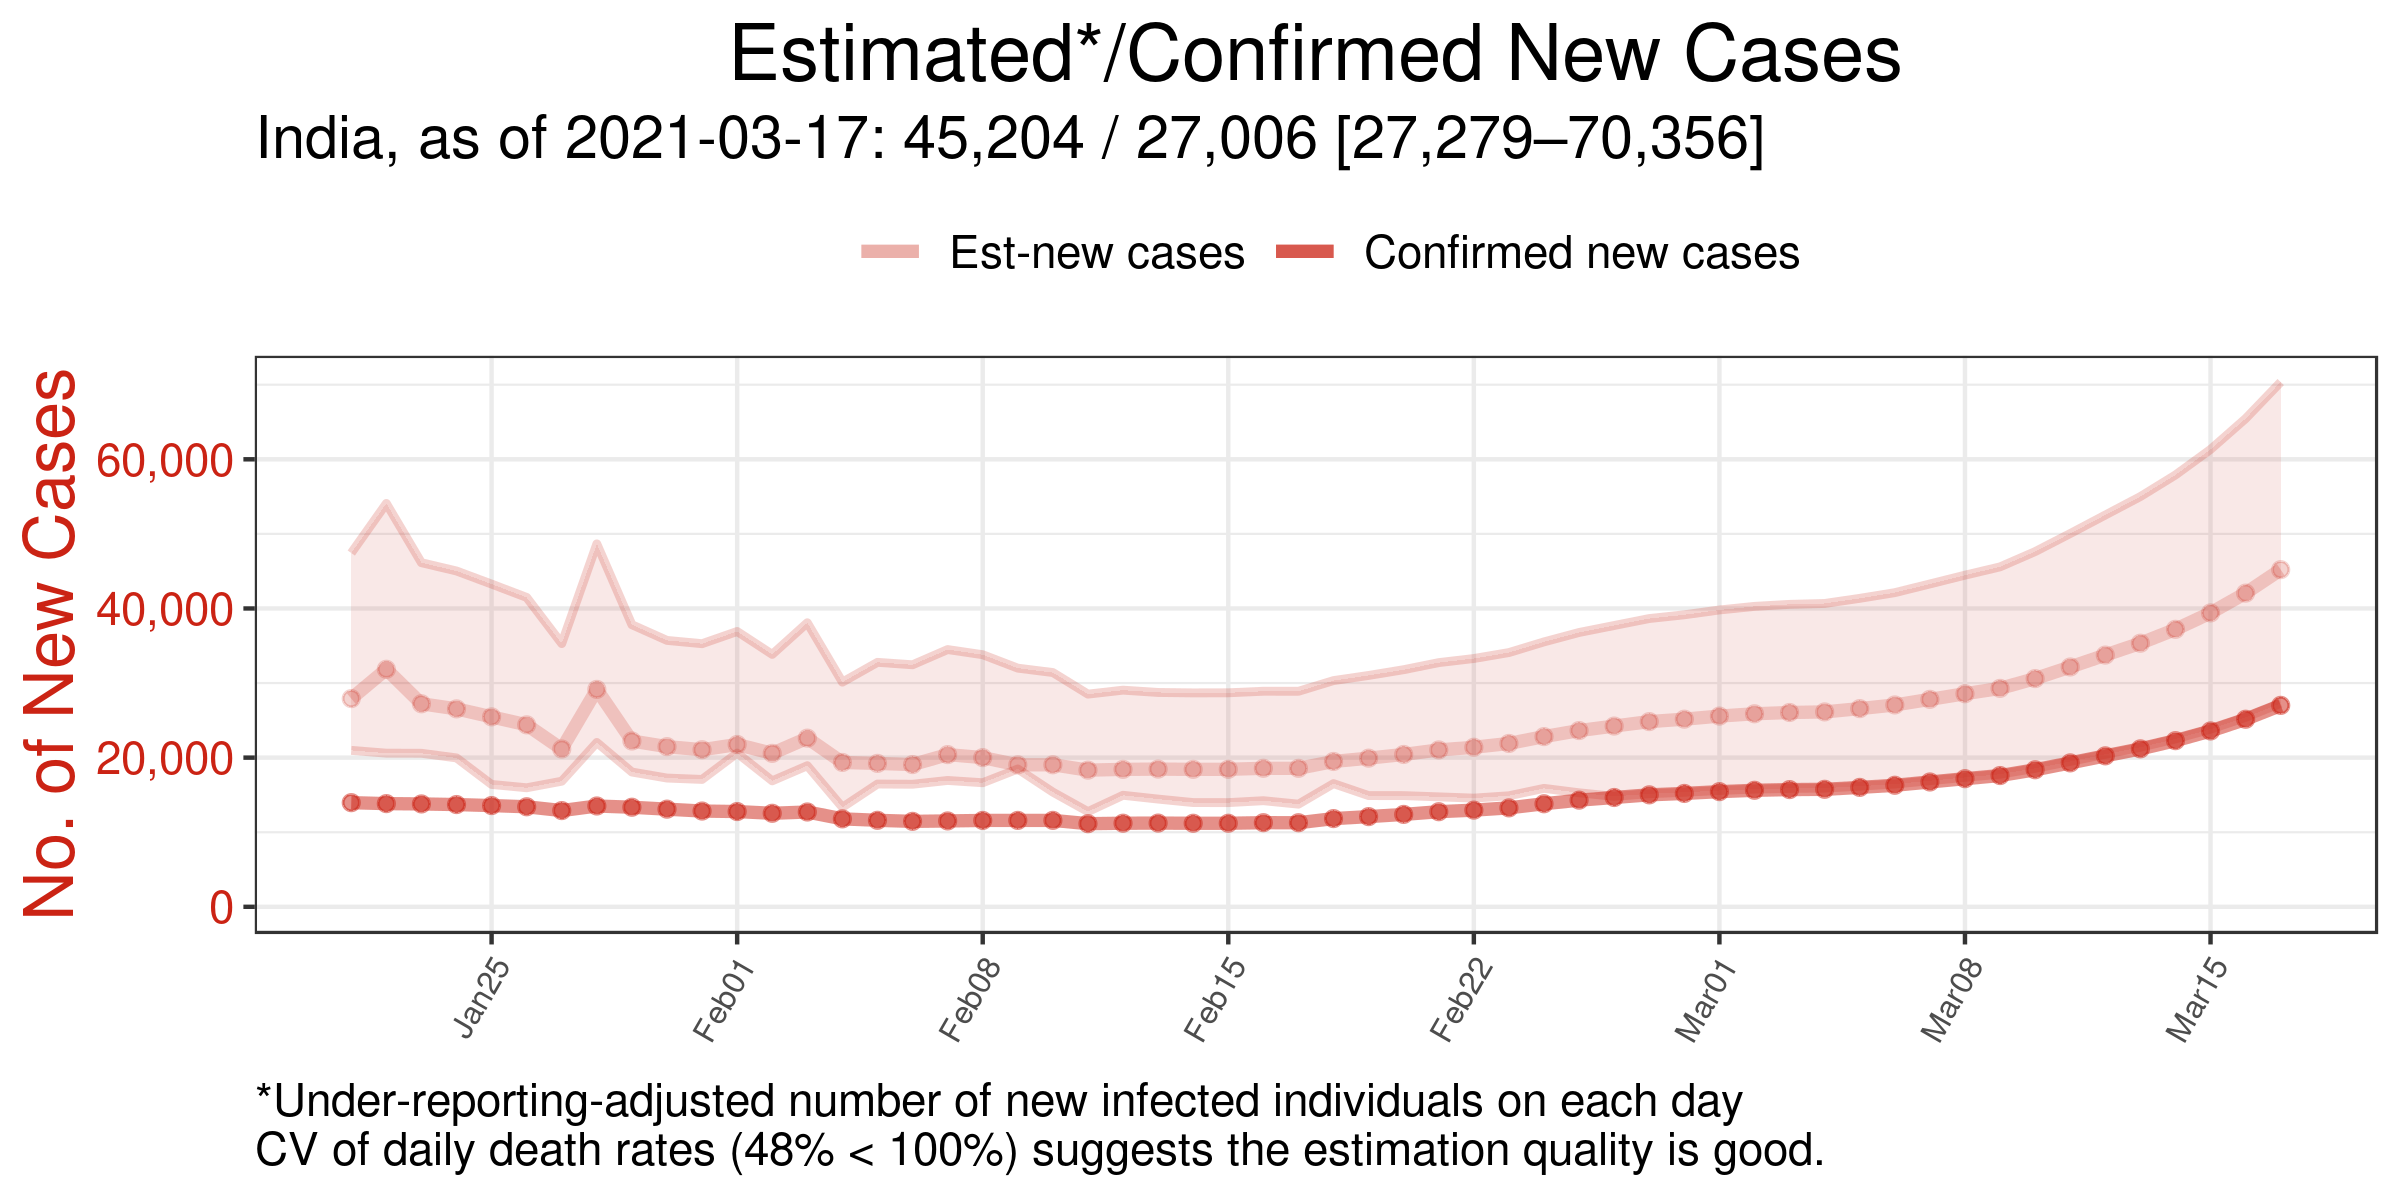 Estimated*/Confirmed New Cases
India, as of 2021-03-17: 45,204 / 27,006 [27,279–70,356]
Est-new cases
Confirmed new cases
No. of New Cases
60,000
40,000
20,000
0
Jan25
Feb01
Feb08
Feb15
Feb22
Mar01
Mar08
Mar15
*Under-reporting-adjusted number of new infected individuals on each day
CV of daily death rates (48% < 100%) suggests the estimation quality is good.